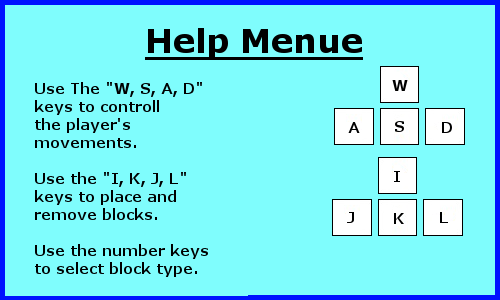 Help Menue
Use The "W, S, A, D"
keys to controll
the player's
movements.
Use the "I, K, J, L"
keys to place and
remove blocks.
Use the number keys
to select block type.
W
A S D
I
J K L